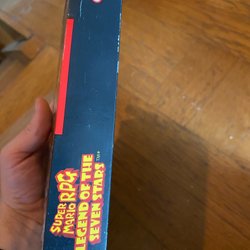 SUPER
MARIO RPG
LEGEND OF THE
SEVEN STARS